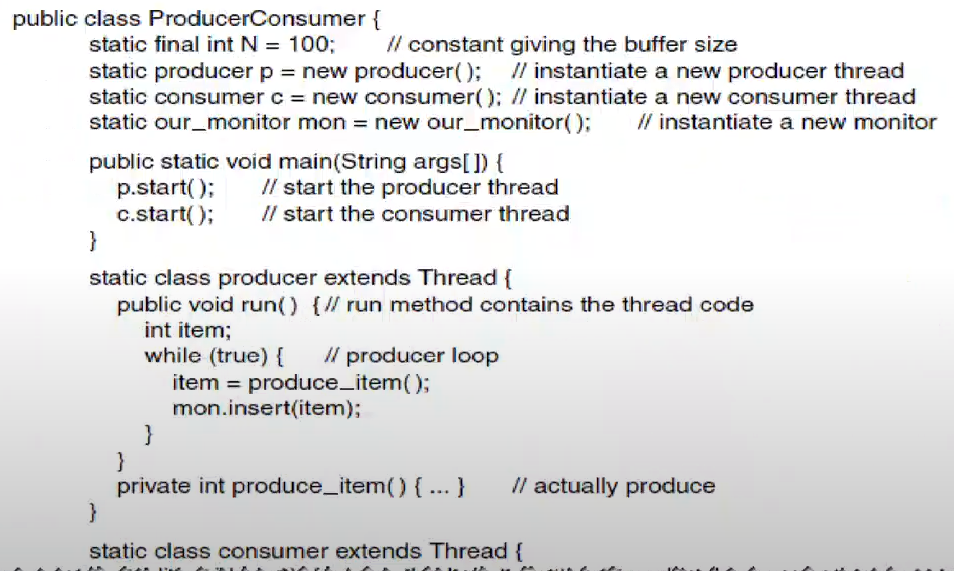 public class ProducerConsumer {
static final int N = 100; // constant giving the buffer size
static producer p = new producer( ); // instantiate a new producer thread
static consumer c = new consumer( ); // instantiate a new consumer thread
static our_monitor mon = new our_monitor( ); // instantiate a new monitor
public static void main(String args[ ]) {
p.start( ); // start the producer thread
c.start( ); // start the consumer thread
}
static class producer extends Thread {
public void run( ) { // run method contains the thread code
int item;
while (true) { // producer loop
item = produce_item( );
mon.insert(item);
}
}
private int produce_item( ) { ... } // actually produce
}
static class consumer extends Thread {